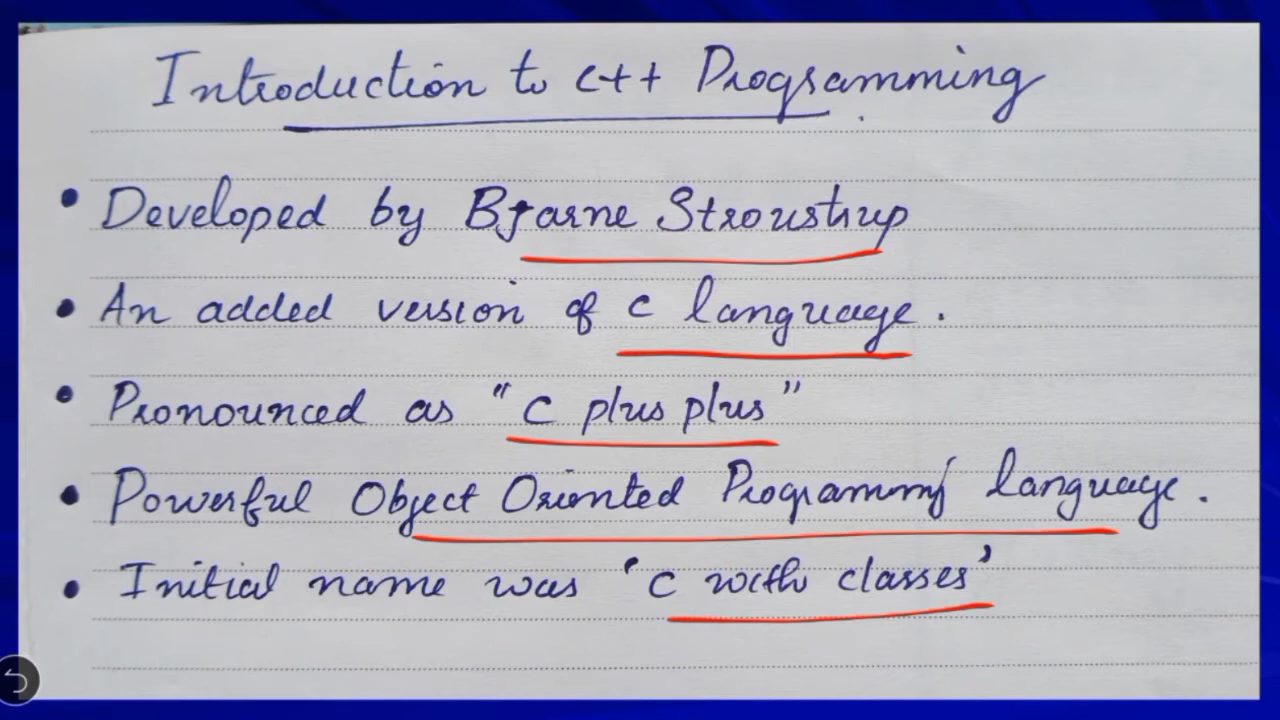 Introduction to C++ Programming
• Developed by Bjarne Stroustrup
• An added version of C language.
• Pronounced as "C plus plus"
• Powerful Object Oriented Programmg language.
• Initial name was 'C with classes'